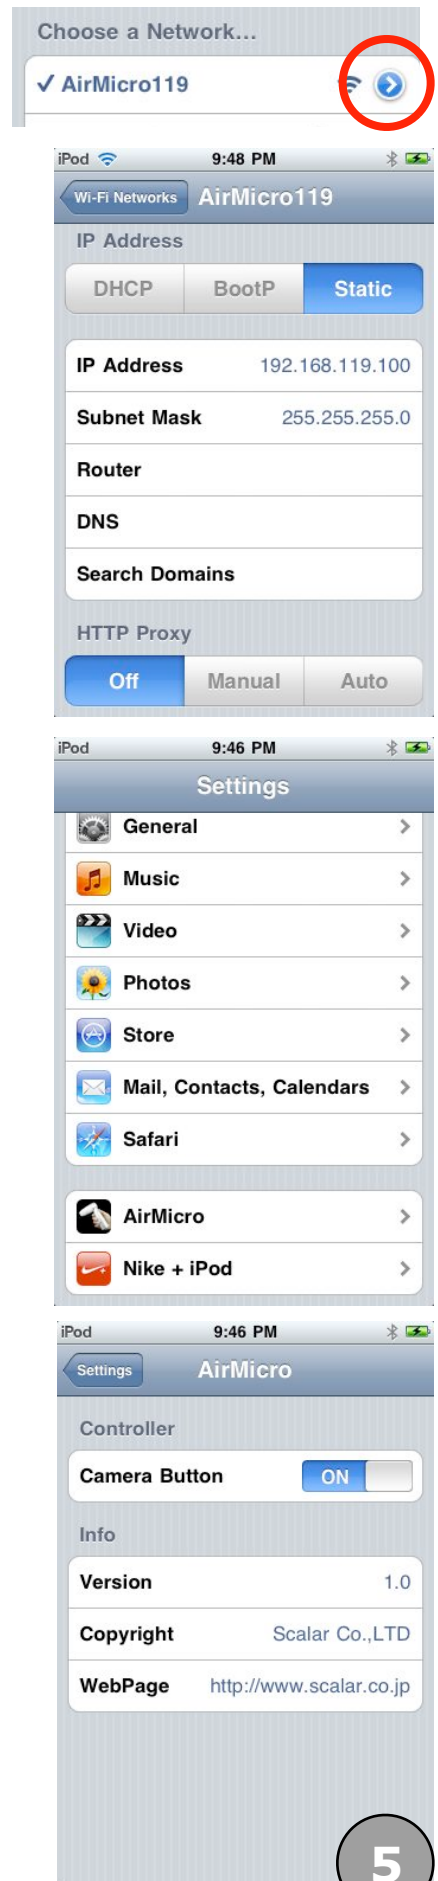 Choose a Network...
✓ AirMicro119
iPod 9:48 PM
Wi-Fi Networks AirMicro119
IP Address
DHCP BootP Static
IP Address 192.168.119.100
Subnet Mask 255.255.255.0
Router
DNS
Search Domains
HTTP Proxy
Off Manual Auto
iPod 9:46 PM
Settings
General
Music
Video
Photos
Store
Mail, Contacts, Calendars
Safari
AirMicro
Nike + iPod
iPod 9:46 PM
Settings AirMicro
Controller
Camera Button ON
Info
Version 1.0
Copyright Scalar Co.,LTD
WebPage http://www.scalar.co.jp
5